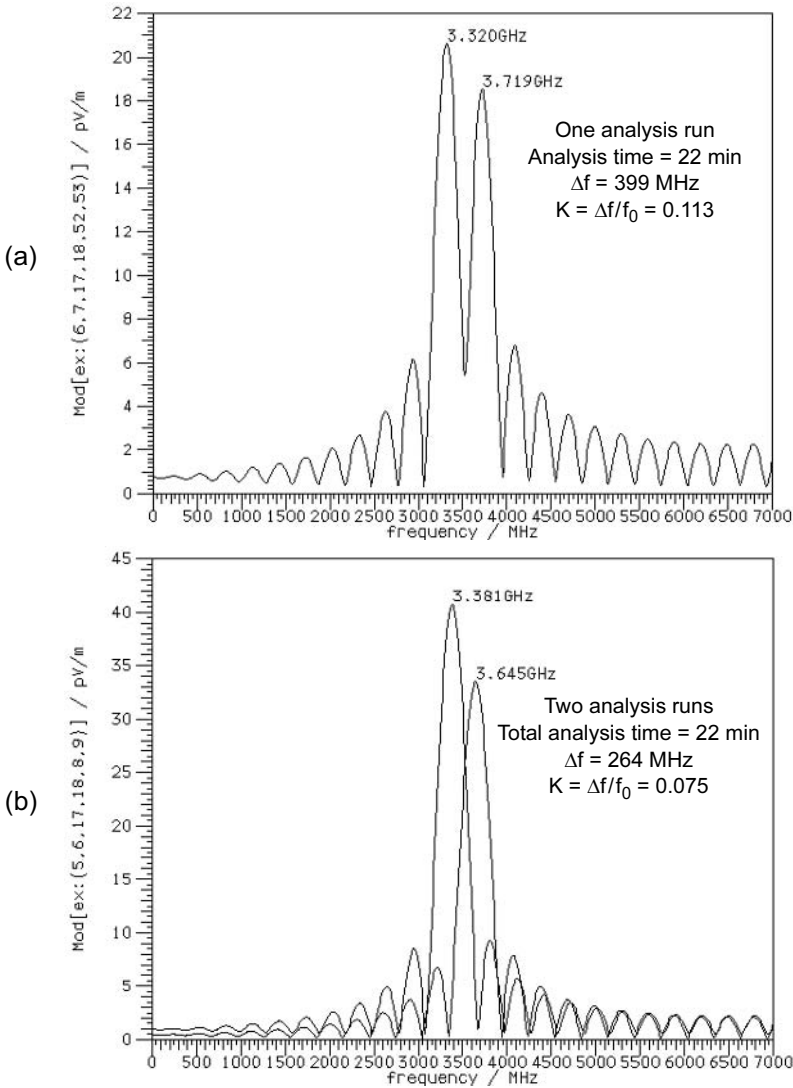 (a)
Mod[ex:(6,7,17,18,52,53)] / pV/m
22
20
18
16
14
12
10
8
6
4
2
0
3.320GHz
3.719GHz
One analysis run
Analysis time = 22 min
Δf = 399 MHz
K = Δf/f₀ = 0.113
0 500 1000 1500 2000 2500 3000 3500 4000 4500 5000 5500 6000 6500 7000
frequency / MHz
(b)
Mod[ex:(5,6,17,18,8,9)] / pV/m
45
40
35
30
25
20
15
10
5
0
3.381GHz
3.645GHz
Two analysis runs
Total analysis time = 22 min
Δf = 264 MHz
K = Δf/f₀ = 0.075
0 500 1000 1500 2000 2500 3000 3500 4000 4500 5000 5500 6000 6500 7000
frequency / MHz